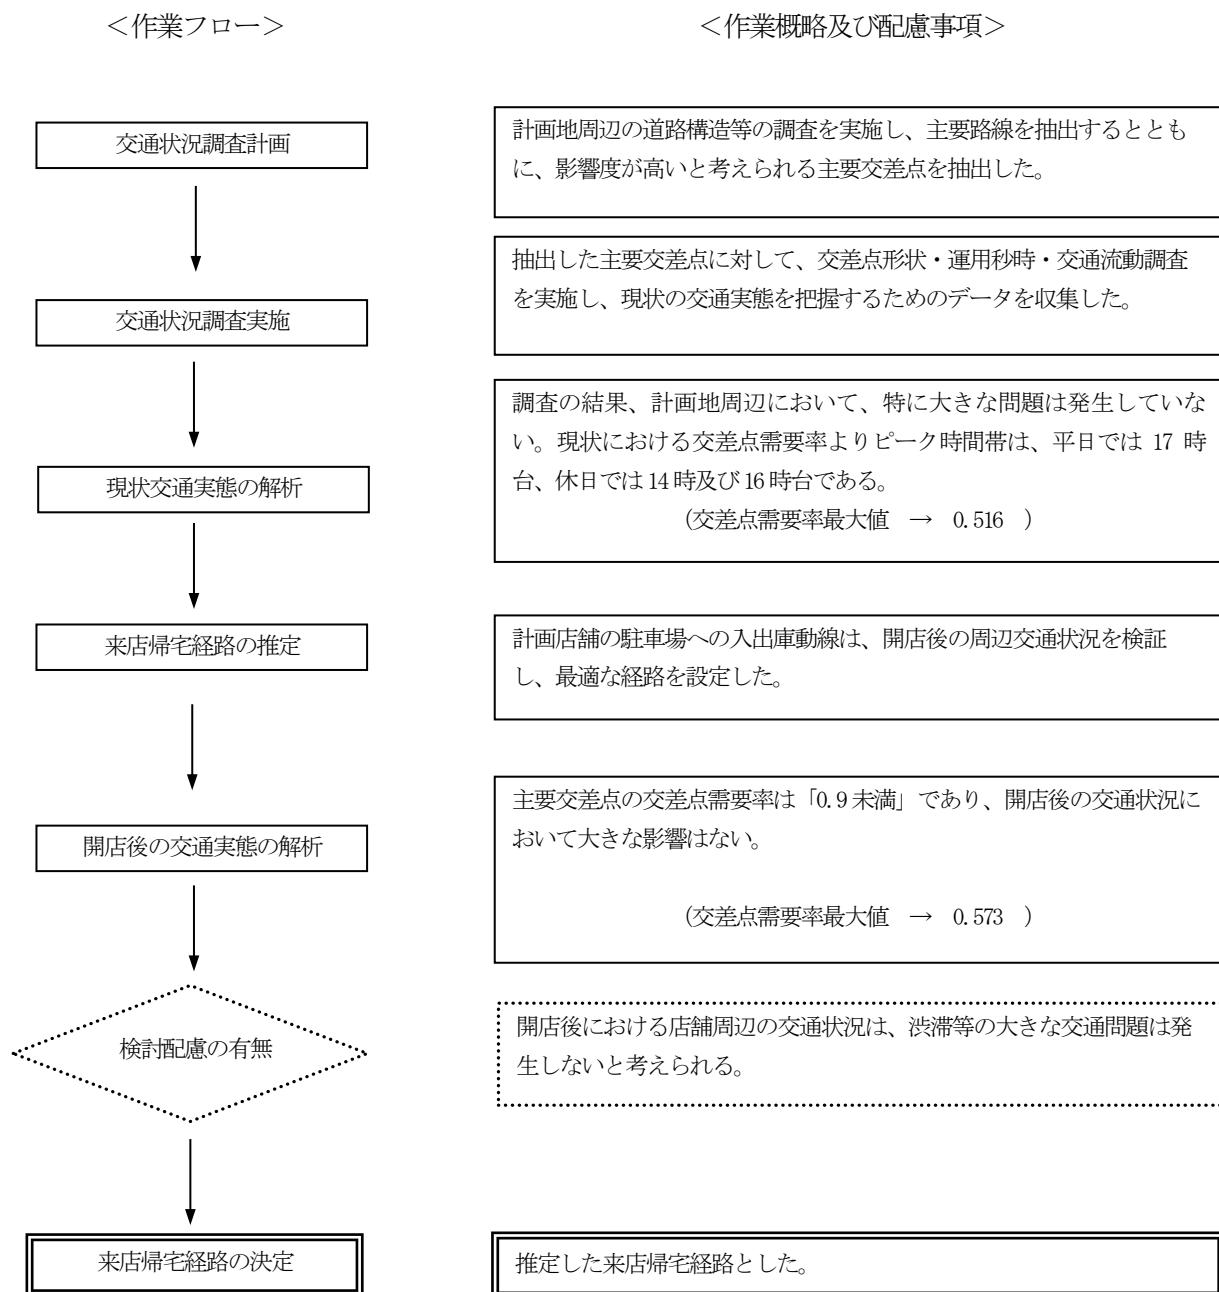 ＜作業フロー＞
＜作業概略及び配慮事項＞
交通状況調査計画
計画地周辺の道路構造等の調査を実施し、主要路線を抽出するととも
に、影響度が高いと考えられる主要交差点を抽出した。
交通状況調査実施
抽出した主要交差点に対して、交差点形状・運用秒時・交通流動調査
を実施し、現状の交通実態を把握するためのデータを収集した。
現状交通実態の解析
調査の結果、計画地周辺において、特に大きな問題は発生していな
い。現状における交差点需要率よりピーク時間帯は、平日では 17 時
台、休日では 14 時及び 16 時台である。
（交差点需要率最大値　→　0.516　）
来店帰宅経路の推定
計画店舗の駐車場への入出庫動線は、開店後の周辺交通状況を検証
し、最適な経路を設定した。
開店後の交通実態の解析
主要交差点の交差点需要率は「0.9 未満」であり、開店後の交通状況に
おいて大きな影響はない。
（交差点需要率最大値　→　0.573　）
検討配慮の有無
開店後における店舗周辺の交通状況は、渋滞等の大きな交通問題は発
生しないと考えられる。
来店帰宅経路の決定
推定した来店帰宅経路とした。